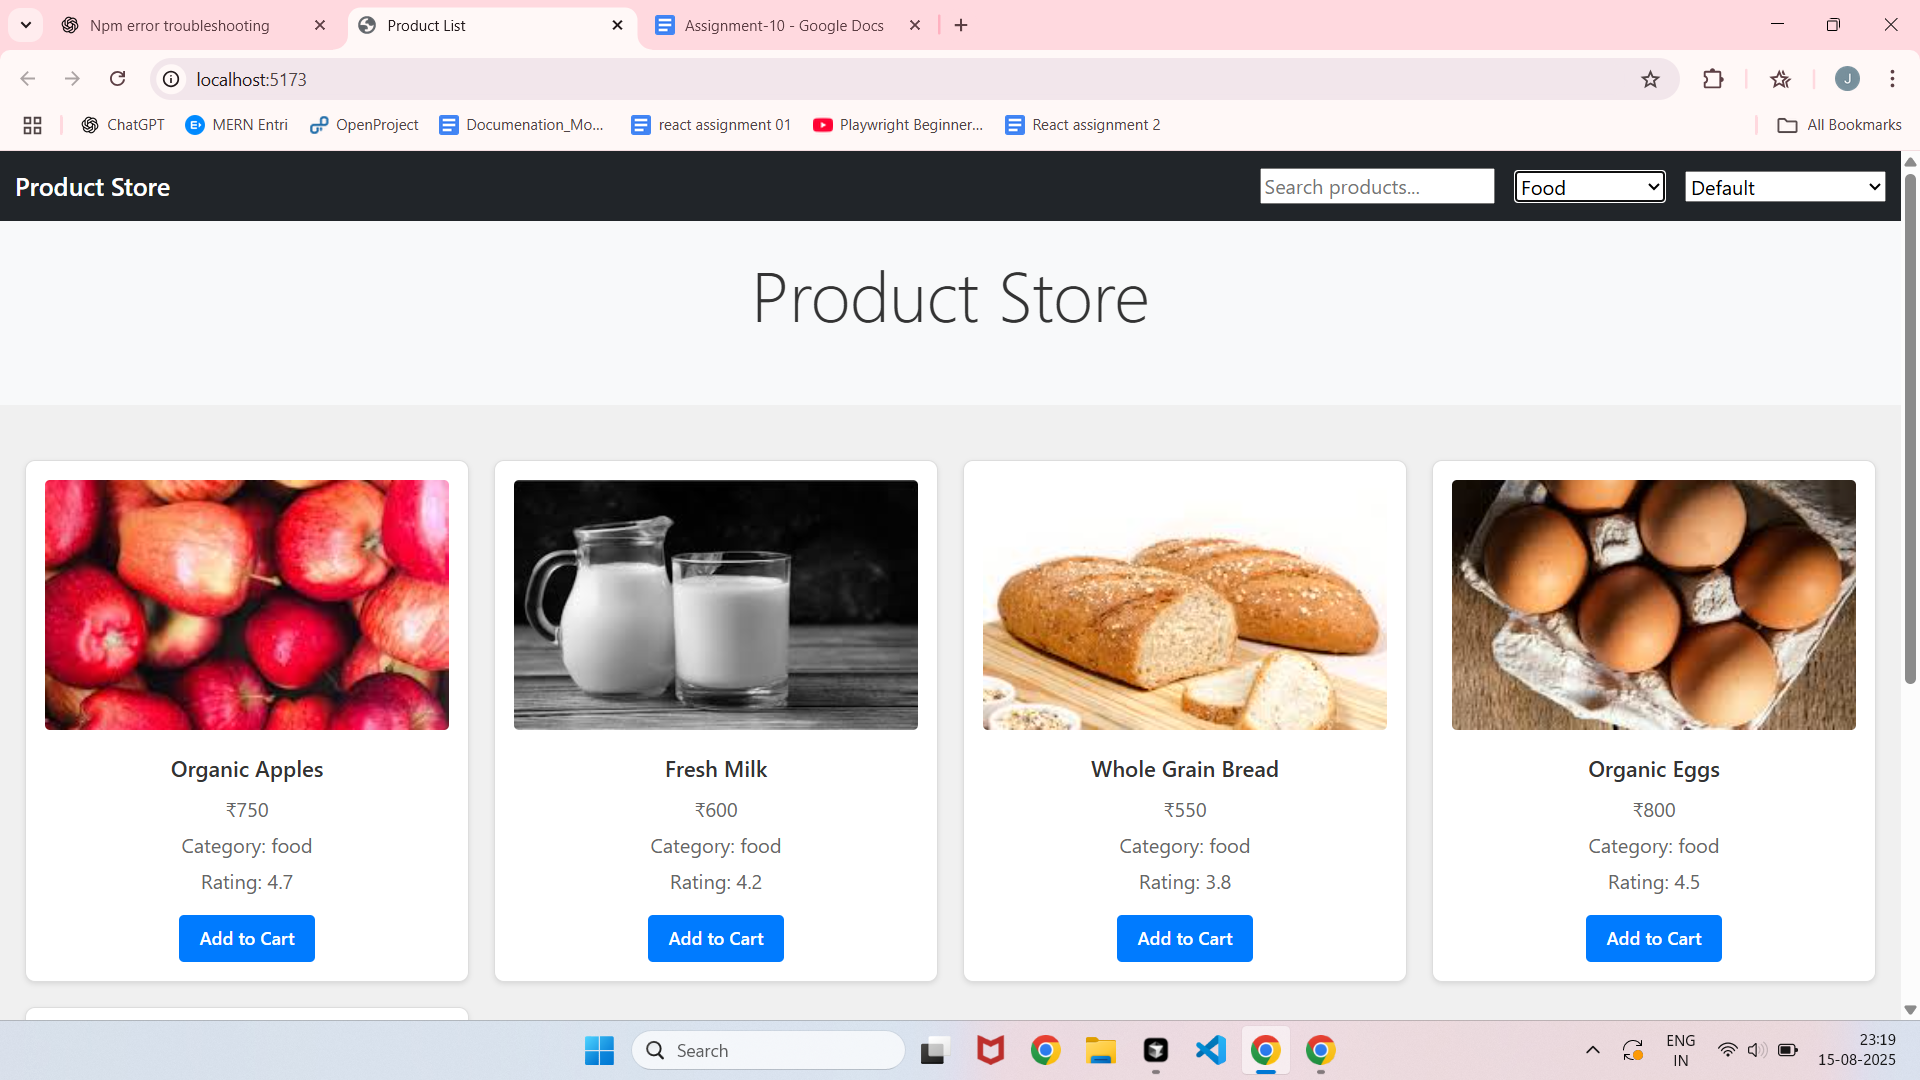 Npm error troubleshooting
Product List
Assignment-10 - Google Docs
localhost:5173
J
ChatGPT
MERN Entri
OpenProject
Documenation_Mo...
react assignment 01
Playwright Beginner...
React assignment 2
All Bookmarks
Product Store
Search products...
Food
Default
Product Store
Organic Apples
₹750
Category: food
Rating: 4.7
Add to Cart
Fresh Milk
₹600
Category: food
Rating: 4.2
Add to Cart
Whole Grain Bread
₹550
Category: food
Rating: 3.8
Add to Cart
Organic Eggs
₹800
Category: food
Rating: 4.5
Add to Cart
Search
ENG
IN
23:19
15-08-2025